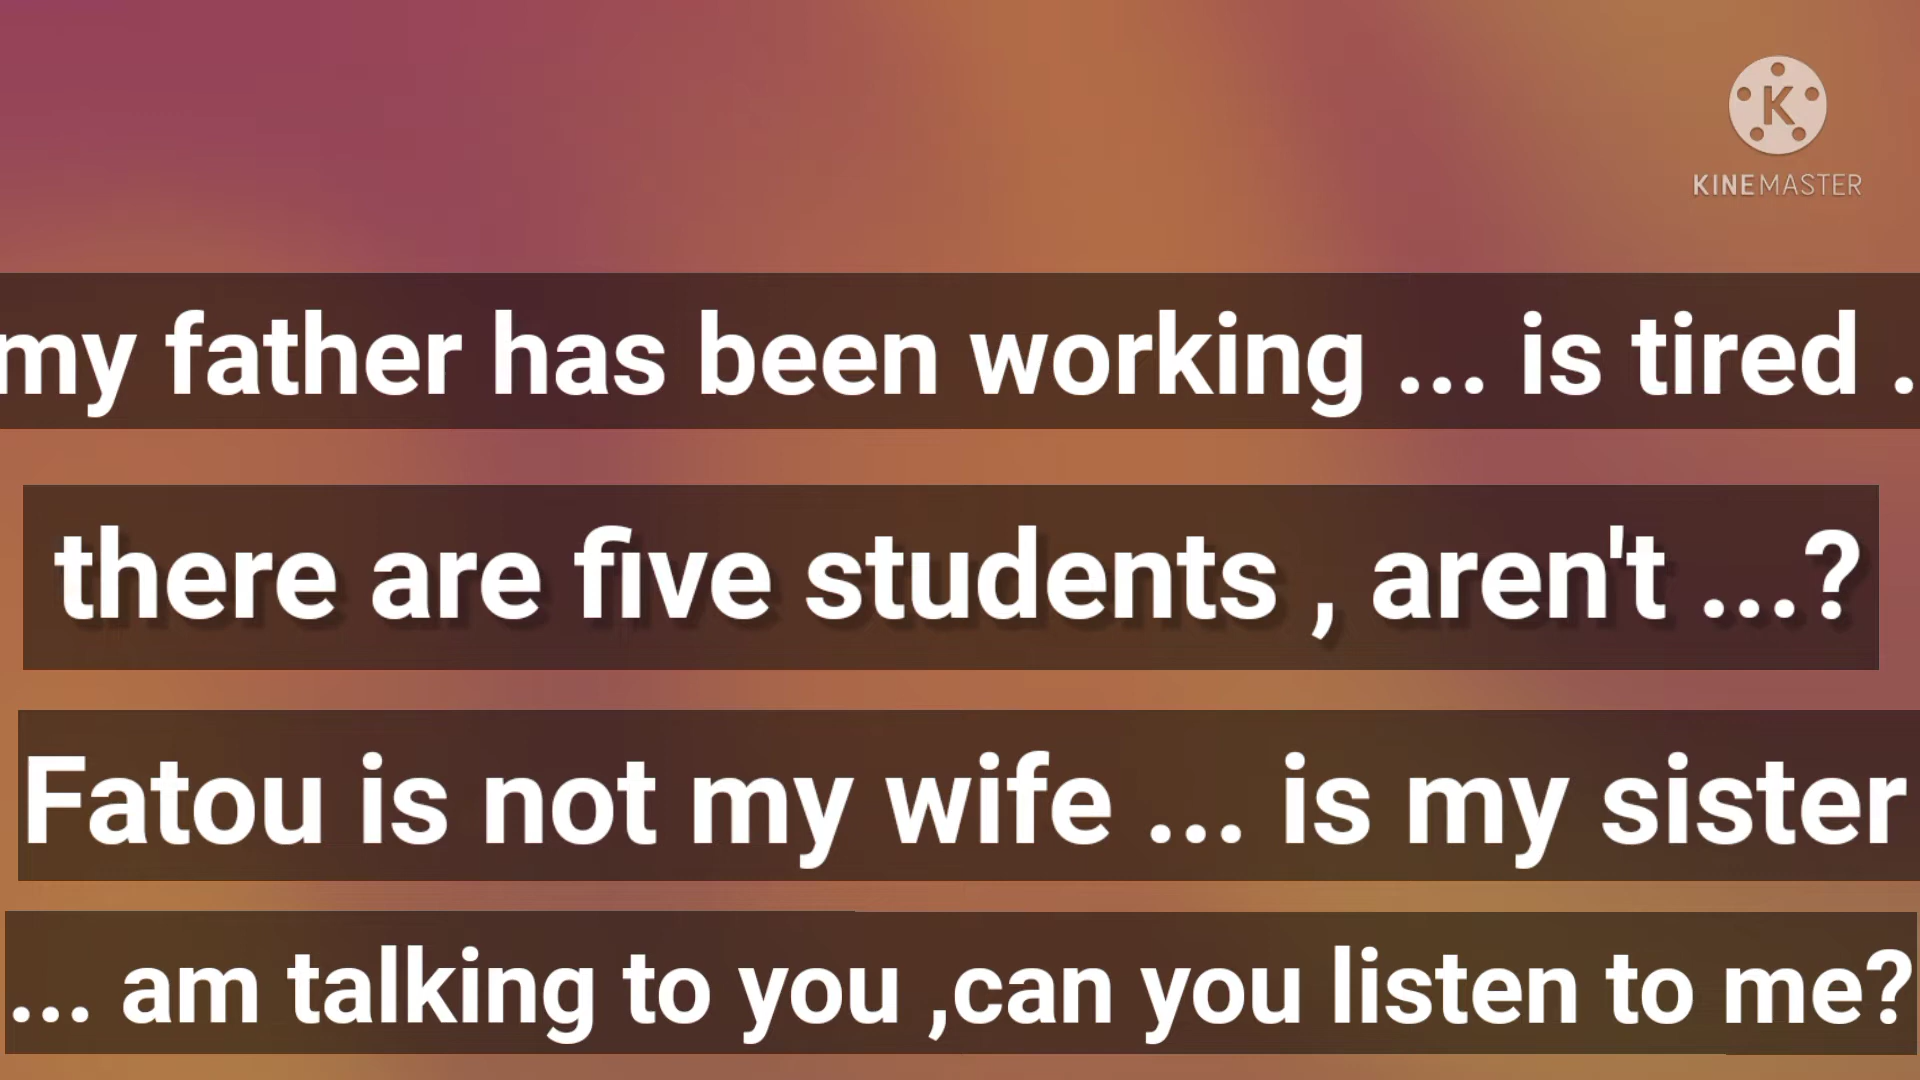 K
KINEMASTER
my father has been working ... is tired .
there are five students , aren't ...?
Fatou is not my wife ... is my sister
... am talking to you ,can you listen to me?